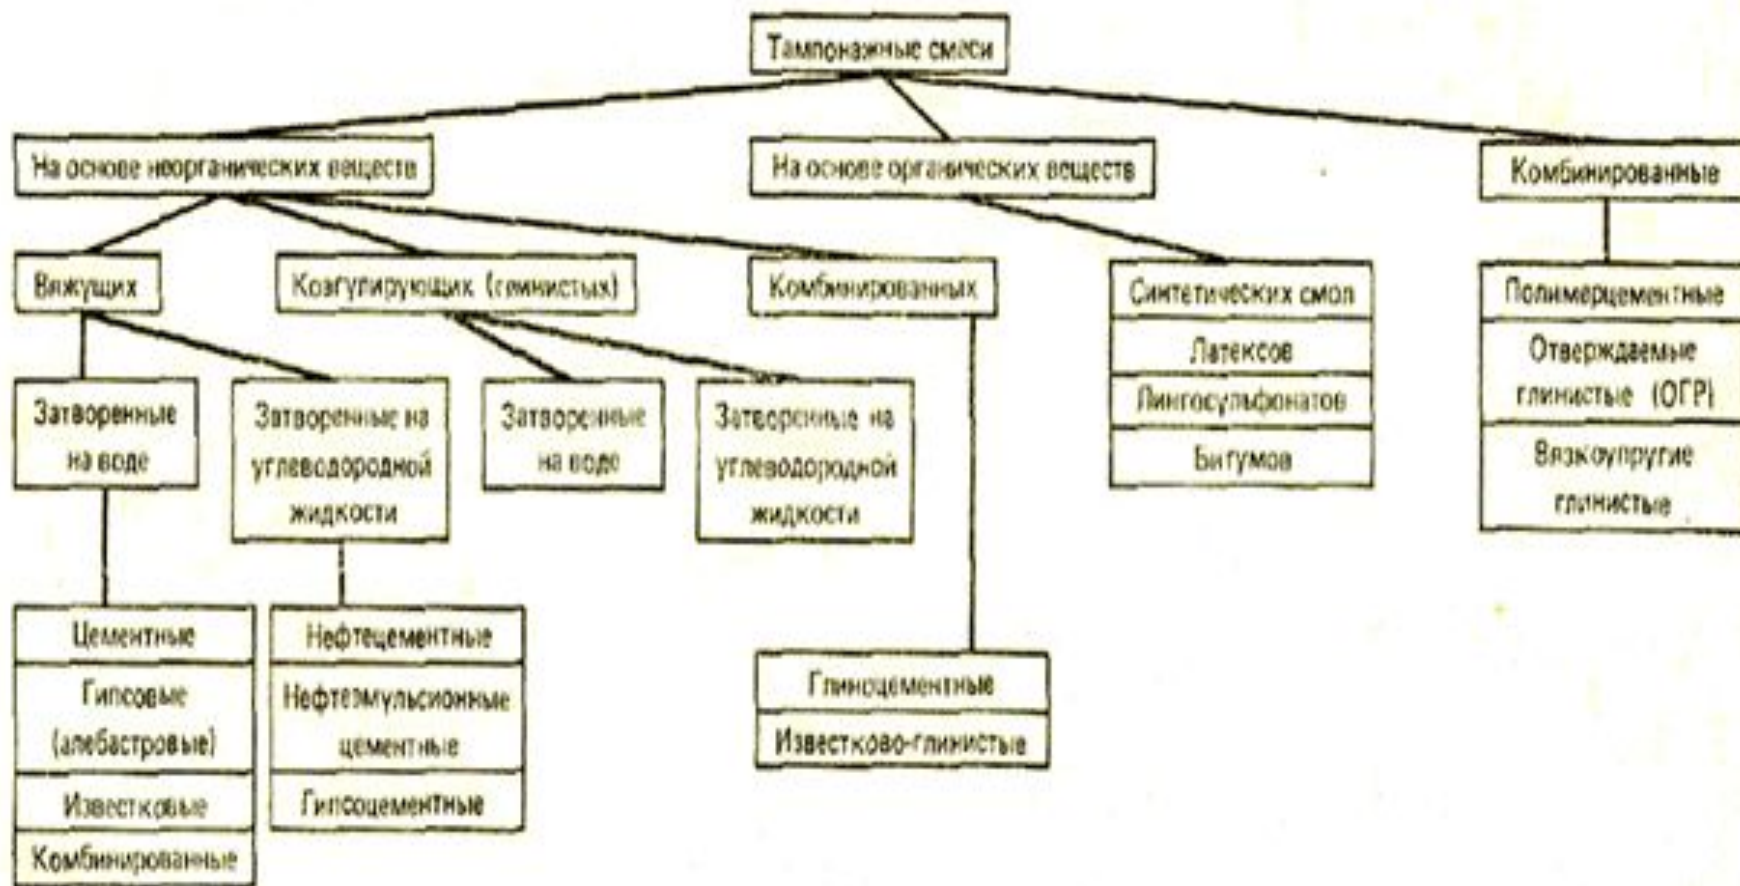 Тампонажные смеси
На основе неорганических веществ
На основе органических веществ
Комбинированные
Вяжущих
Коагулирующих (глинистых)
Комбинированных
Синтетических смол
Латексов
Лингосульфонатов
Битумов
Полимерцементные
Отверждаемые
глинистые (ОГР)
Вязкоупругие
глинистые
Затворенные
на воде
Затворенные на
углеводородной
жидкости
Затворенные
на воде
Затворенные на
углеводородной
жидкости
Цементные
Гипсовые
(алебастровые)
Известковые
Комбинированные
Нефтецементные
Нефтеэмульсионные
цементные
Гипсоцементные
Глиноцементные
Известково-глинистые